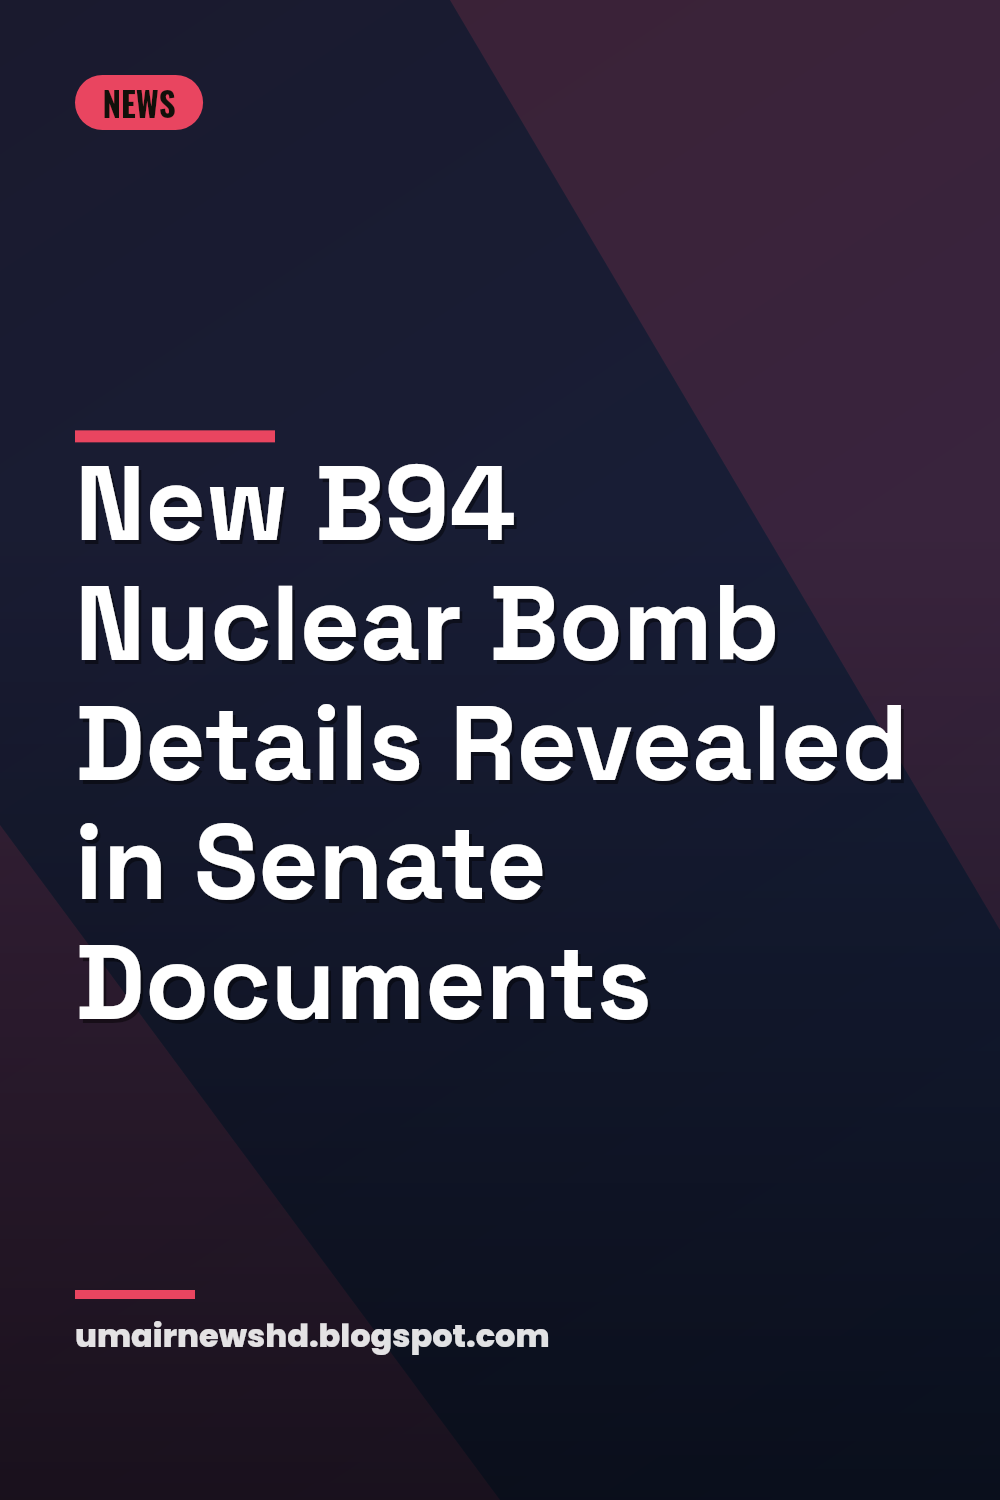 NEWS
New B94
Nuclear Bomb
Details Revealed
in Senate
Documents
umairnewshd.blogspot.com